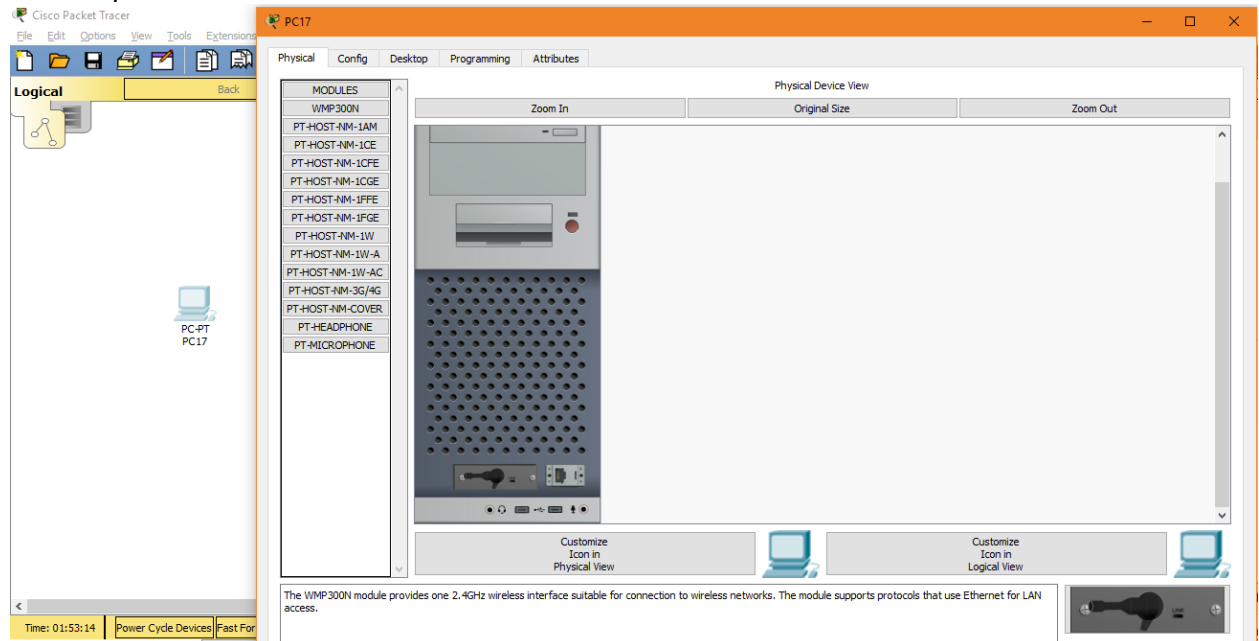 Cisco Packet Tracer
File Edit Options View Tools Extensions
Logical
Back
PC-PT
PC17
Time: 01:53:14
Power Cycle Devices
Fast For
PC17
Physical Config Desktop Programming Attributes
MODULES
WMP300N
PT-HOST-NM-1AM
PT-HOST-NM-1CE
PT-HOST-NM-1CFE
PT-HOST-NM-1CGE
PT-HOST-NM-1FFE
PT-HOST-NM-1FGE
PT-HOST-NM-1W
PT-HOST-NM-1W-A
PT-HOST-NM-1W-AC
PT-HOST-NM-3G/4G
PT-HOST-NM-COVER
PT-HEADPHONE
PT-MICROPHONE
Physical Device View
Zoom In Original Size Zoom Out
Customize
Icon in
Physical View
Customize
Icon in
Logical View
The WMP300N module provides one 2.4GHz wireless interface suitable for connection to wireless networks. The module supports protocols that use Ethernet for LAN
access.
LINK